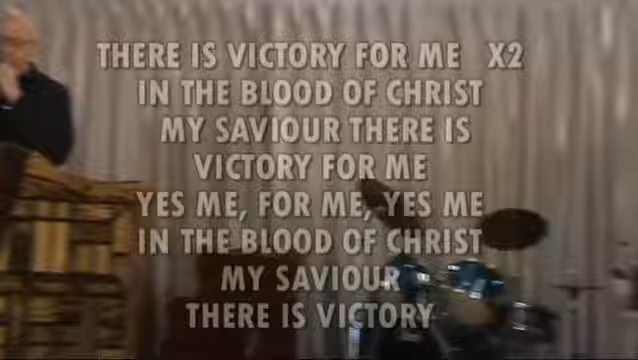 THERE IS VICTORY FOR ME   X2
IN THE BLOOD OF CHRIST
MY SAVIOUR THERE IS
VICTORY FOR ME
YES ME, FOR ME, YES ME
IN THE BLOOD OF CHRIST
MY SAVIOUR
THERE IS VICTORY